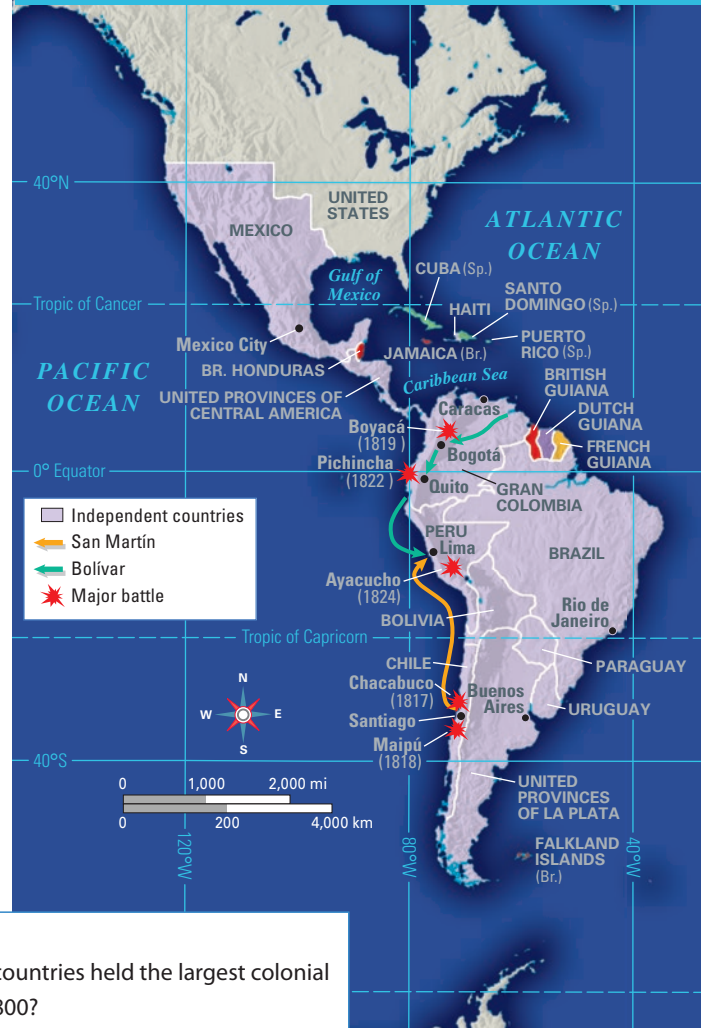 40°N
UNITED
STATES
MEXICO
ATLANTIC
OCEAN
Gulf of
Mexico
CUBA (Sp.)
SANTO
DOMINGO (Sp.)
HAITI
Tropic of Cancer
Mexico City
PUERTO
RICO (Sp.)
JAMAICA (Br.)
BR. HONDURAS
PACIFIC
OCEAN
Caribbean Sea
BRITISH
GUIANA
UNITED PROVINCES OF
CENTRAL AMERICA
DUTCH
GUIANA
Caracas
Boyacá
(1819)
FRENCH
GUIANA
Bogotá
Pichincha
(1822)
0° Equator
Quito
GRAN
COLOMBIA
Independent countries
San Martín
Bolívar
Major battle
PERU
Lima
BRAZIL
Ayacucho
(1824)
BOLIVIA
Rio de
Janeiro
Tropic of Capricorn
CHILE
PARAGUAY
Chacabuco
(1817)
Buenos
Aires
URUGUAY
Santiago
Maipú
(1818)
N
W
E
S
40°S
0 1,000 2,000 mi
0 200 4,000 km
UNITED
PROVINCES
OF LA PLATA
120°W
80°W
40°W
FALKLAND
ISLANDS
(Br.)
countries held the largest colonial
300?